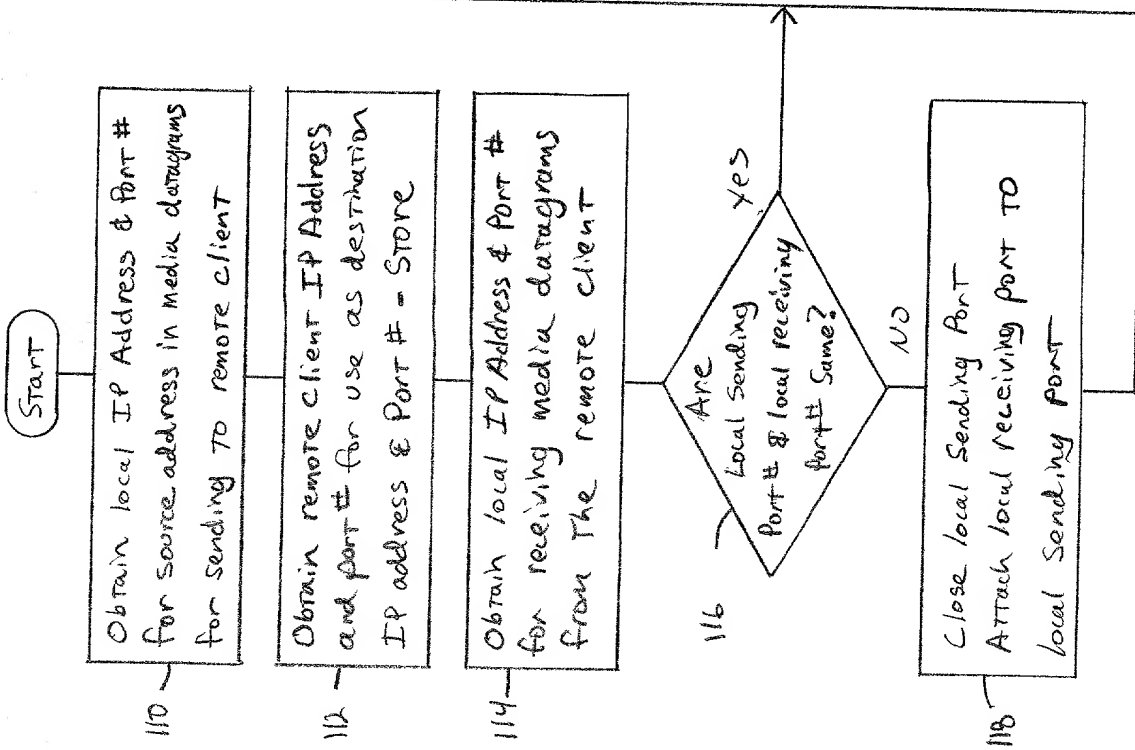 Start
110
Obtain local IP Address & Port #
for source address in media datagrams
for sending to remote client
112
Obtain remote client IP Address
and port # for use as destination
IP address & Port # - Store
114
Obtain local IP Address & Port #
for receiving media datagrams
from the remote client
116
Are
Local Sending
Port # & local receiving
Port # Same?
yes
NO
118
Close local Sending Port
Attach local receiving port to
local sending port